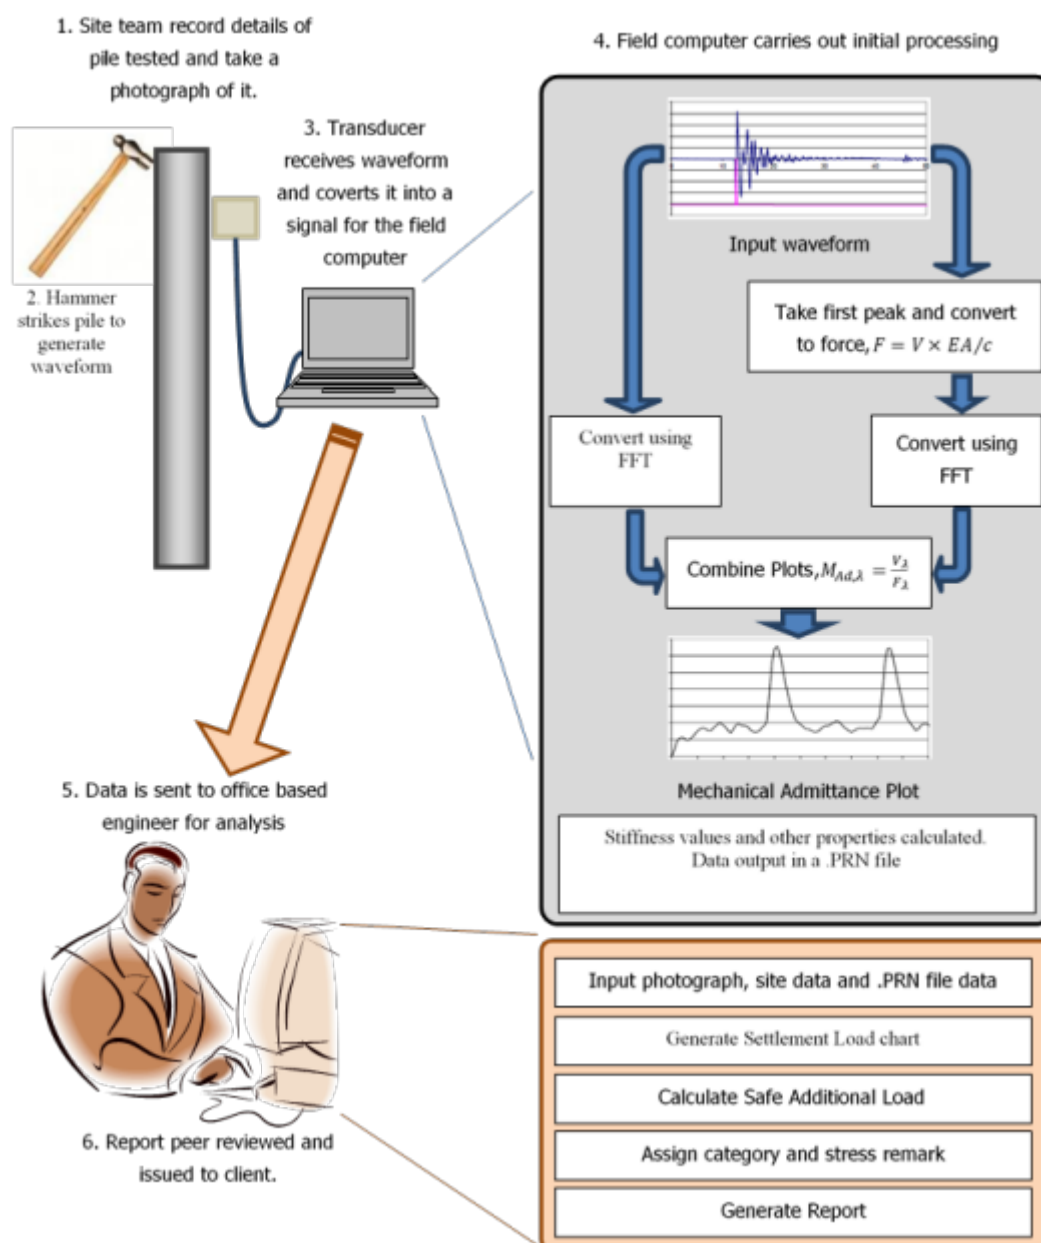 1. Site team record details of
pile tested and take a
photograph of it.
2. Hammer
strikes pile to
generate
waveform
3. Transducer
receives waveform
and coverts it into a
signal for the field
computer
4. Field computer carries out initial processing
Input waveform
Take first peak and convert
to force, F = V × EA/c
Convert using
FFT
Convert using
FFT
Combine Plots, M_{Ad,λ} = V_λ/F_λ
Mechanical Admittance Plot
Stiffness values and other properties calculated.
Data output in a .PRN file
5. Data is sent to office based
engineer for analysis
6. Report peer reviewed and
issued to client.
Input photograph, site data and .PRN file data
Generate Settlement Load chart
Calculate Safe Additional Load
Assign category and stress remark
Generate Report